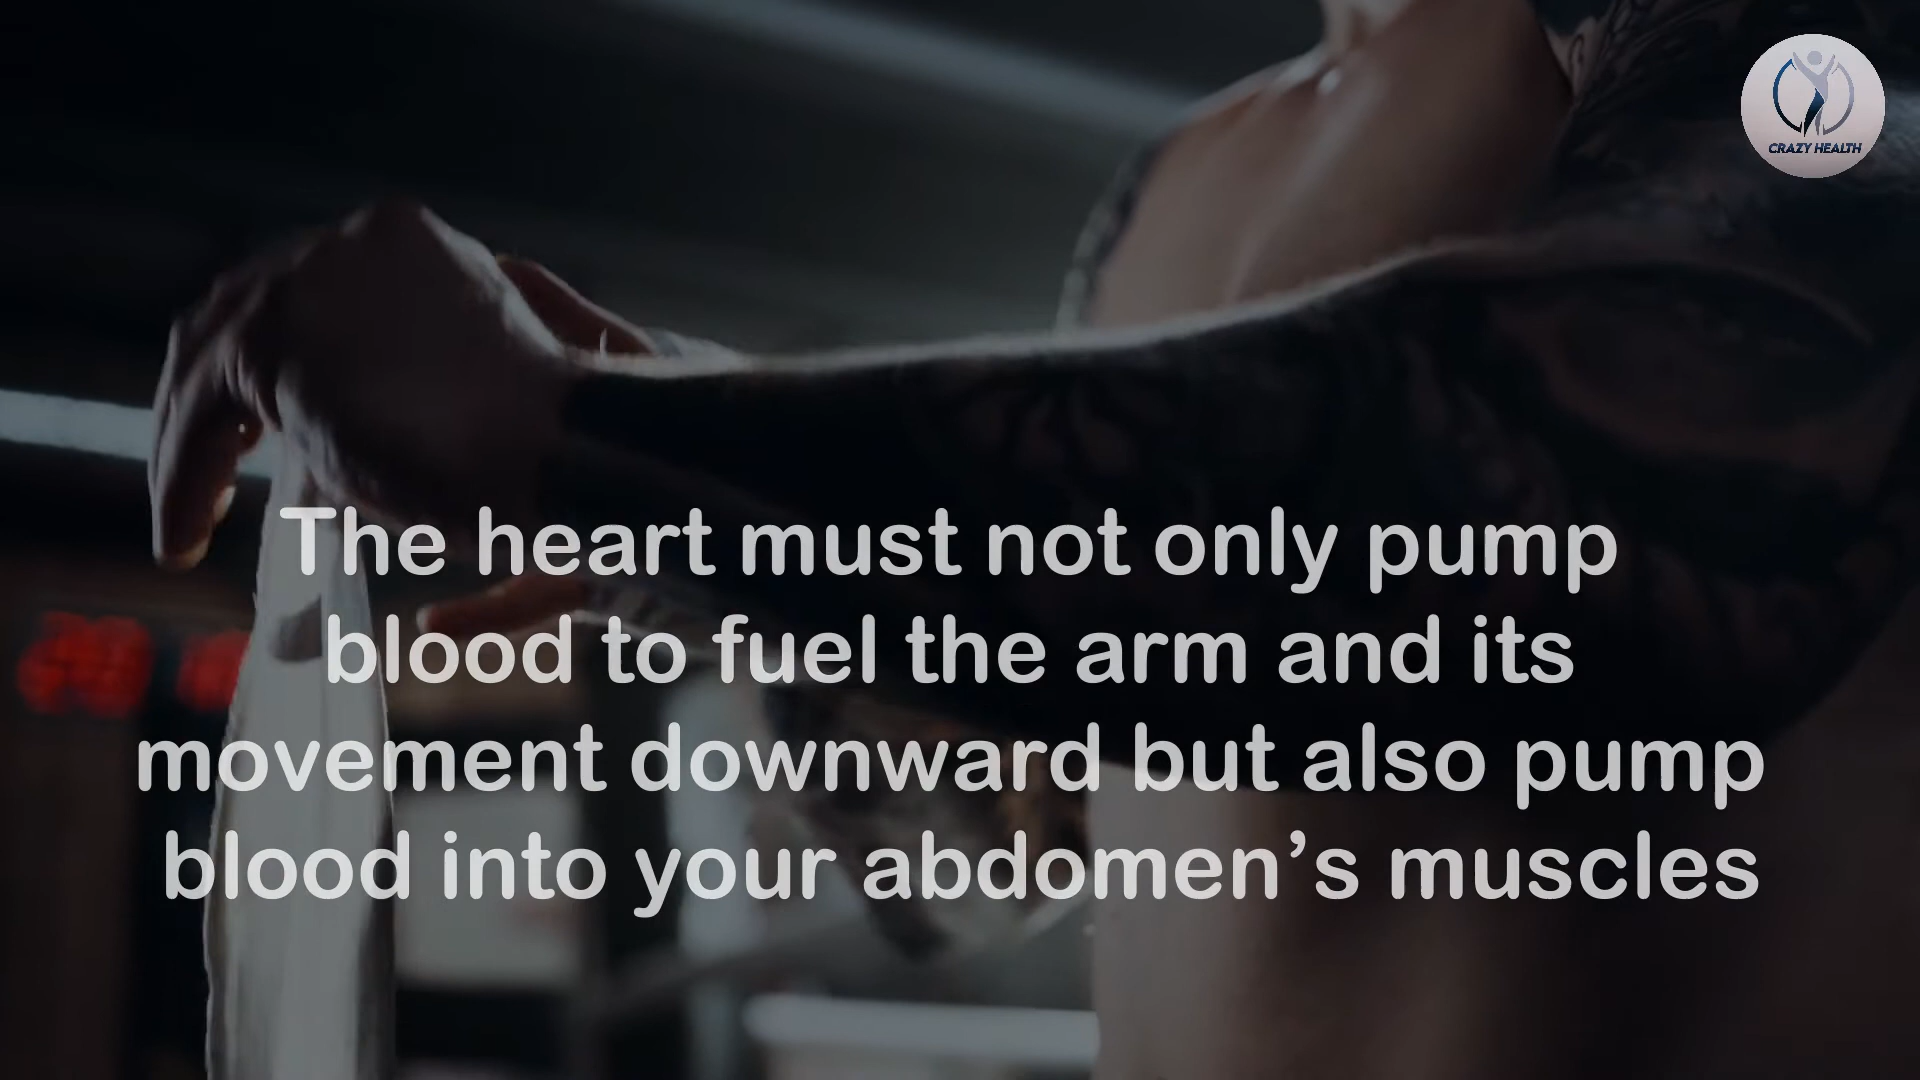 CRAZY HEALTH
The heart must not only pump
blood to fuel the arm and its
movement downward but also pump
blood into your abdomen’s muscles